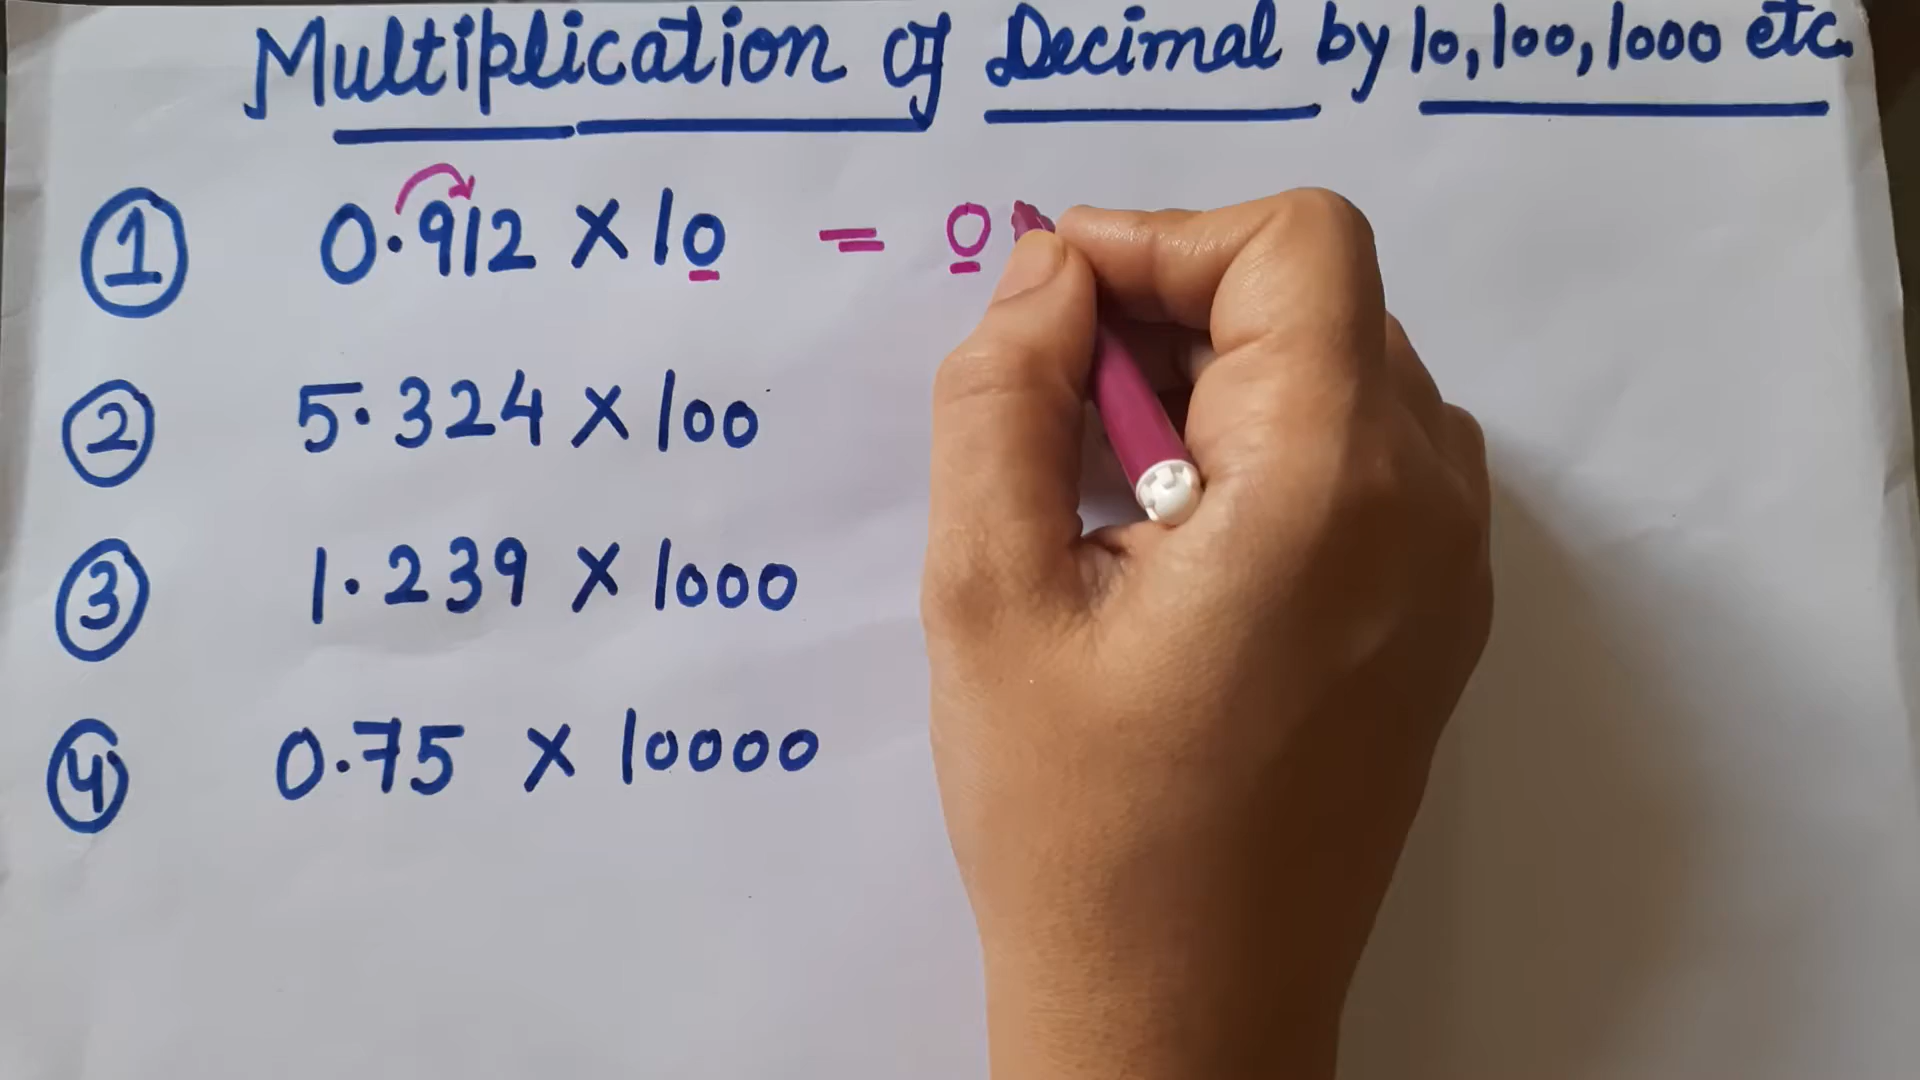 Multiplication of Decimal by 10, 100, 1000 etc.
① 0.912 × 10 = 0
② 5.324 × 100
③ 1.239 × 1000
④ 0.75 × 10000